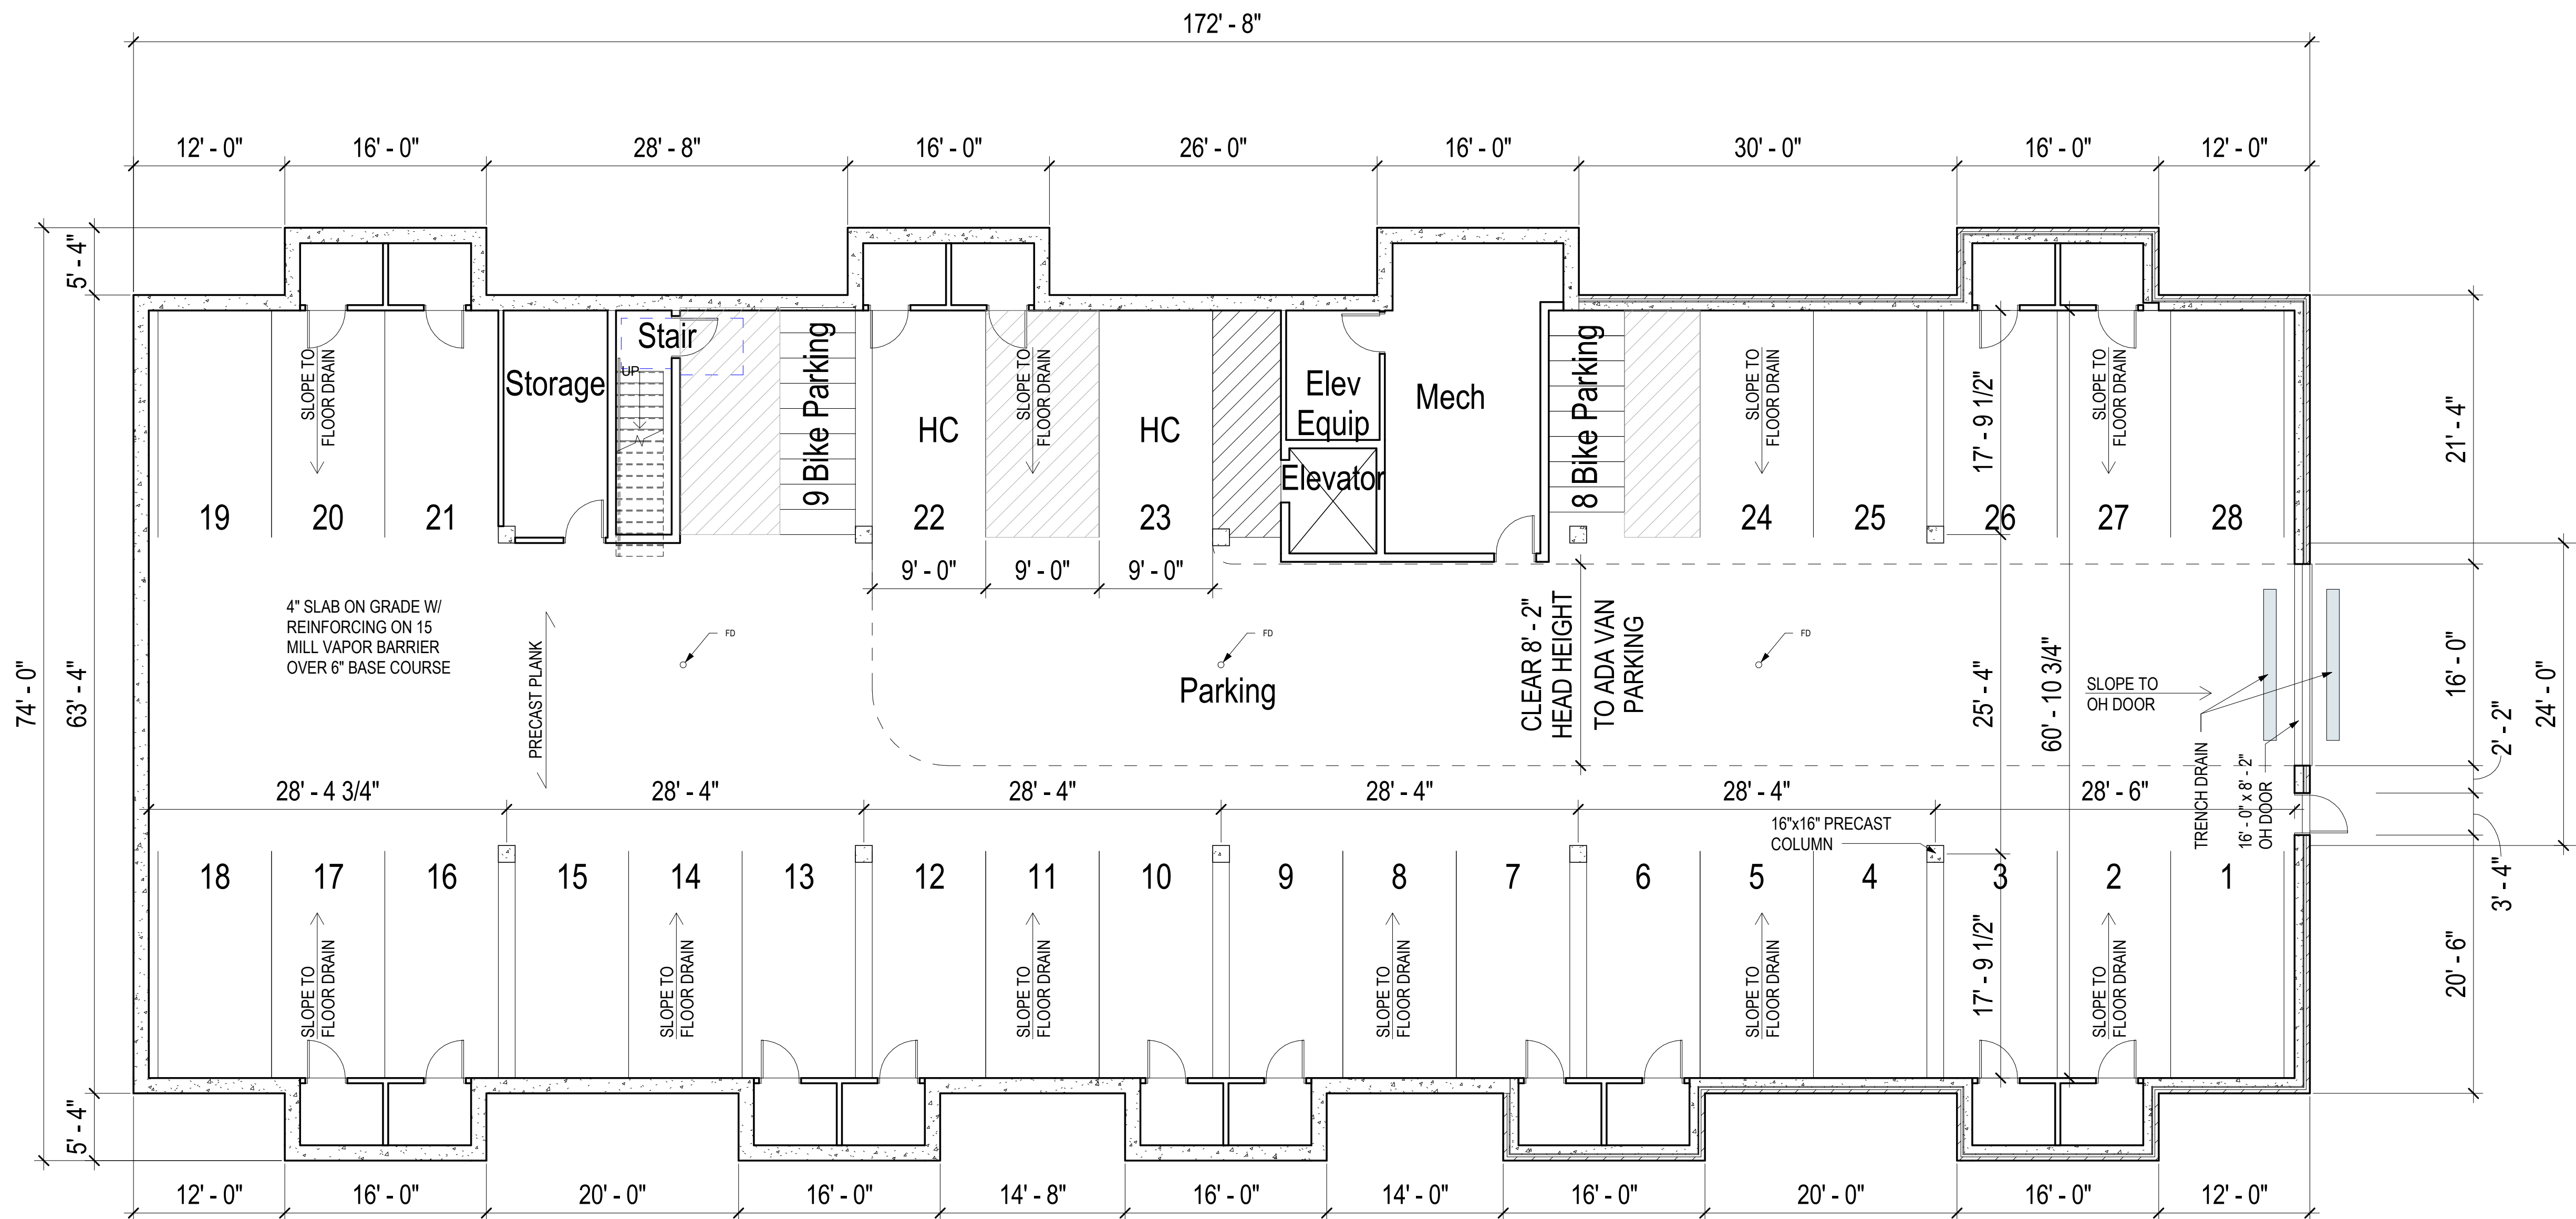 172' - 8"
12' - 0"
16' - 0"
28' - 8"
16' - 0"
26' - 0"
16' - 0"
30' - 0"
16' - 0"
12' - 0"
5' - 4"
74' - 0"
63' - 4"
5' - 4"
SLOPE TO
FLOOR DRAIN
19
20
21
Storage
Stair
UP
9 Bike Parking
HC
22
SLOPE TO
FLOOR DRAIN
HC
23
Elev
Equip
Elevator
Mech
8 Bike Parking
SLOPE TO
FLOOR DRAIN
24
25
26
17' - 9 1/2"
SLOPE TO
FLOOR DRAIN
27
28
21' - 4"
9' - 0"
9' - 0"
9' - 0"
4" SLAB ON GRADE W/
REINFORCING ON 15
MILL VAPOR BARRIER
OVER 6" BASE COURSE
PRECAST PLANK
FD
FD
FD
Parking
CLEAR 8' - 2"
HEAD HEIGHT
TO ADA VAN
PARKING
25' - 4"
60' - 10 3/4"
SLOPE TO
OH DOOR
TRENCH DRAIN
16' - 0" x 8' - 2"
OH DOOR
16' - 0"
2' - 2"
24' - 0"
3' - 4"
20' - 6"
28' - 4 3/4"
28' - 4"
28' - 4"
28' - 4"
28' - 4"
28' - 6"
16"x16" PRECAST
COLUMN
18
17
16
15
14
13
12
11
10
9
8
7
6
5
4
3
2
1
SLOPE TO
FLOOR DRAIN
SLOPE TO
FLOOR DRAIN
SLOPE TO
FLOOR DRAIN
SLOPE TO
FLOOR DRAIN
SLOPE TO
FLOOR DRAIN
17' - 9 1/2"
SLOPE TO
FLOOR DRAIN
12' - 0"
16' - 0"
20' - 0"
16' - 0"
14' - 8"
16' - 0"
14' - 0"
16' - 0"
20' - 0"
16' - 0"
12' - 0"